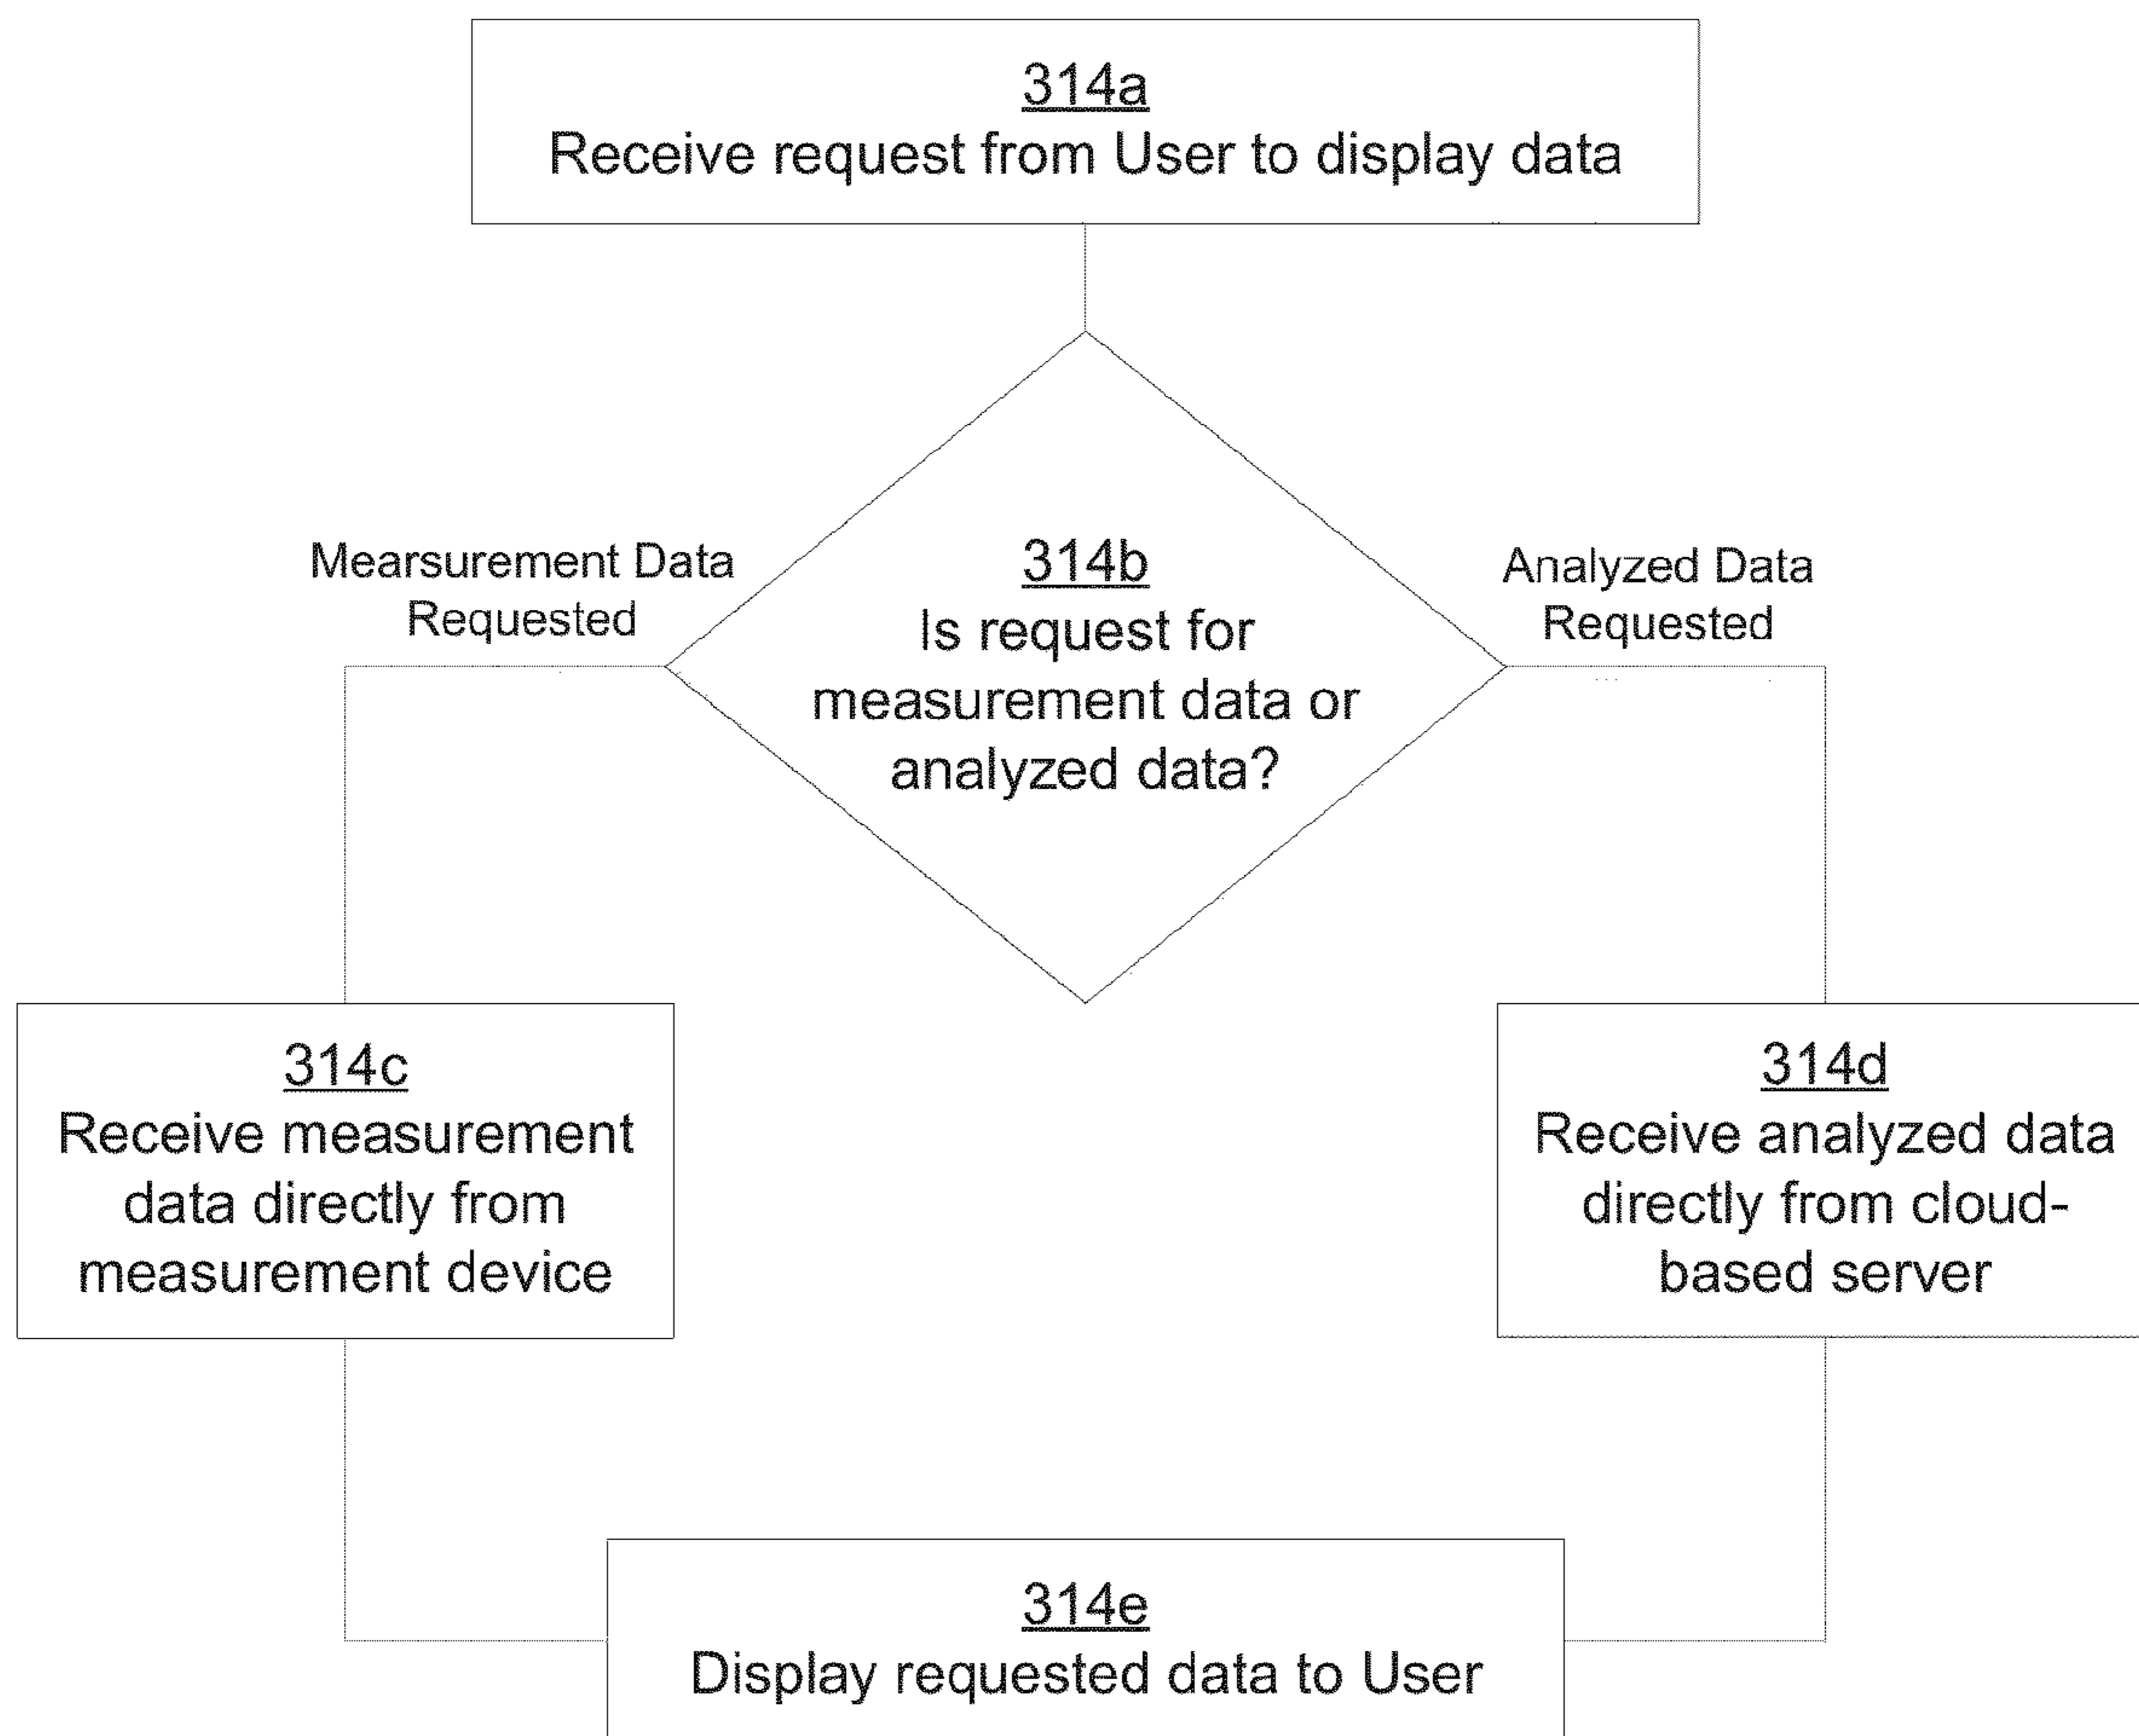 314a
Receive request from User to display data
Mearsurement Data
Requested
314b
Is request for
measurement data or
analyzed data?
Analyzed Data
Requested
314c
Receive measurement
data directly from
measurement device
314d
Receive analyzed data
directly from cloud-
based server
314e
Display requested data to User